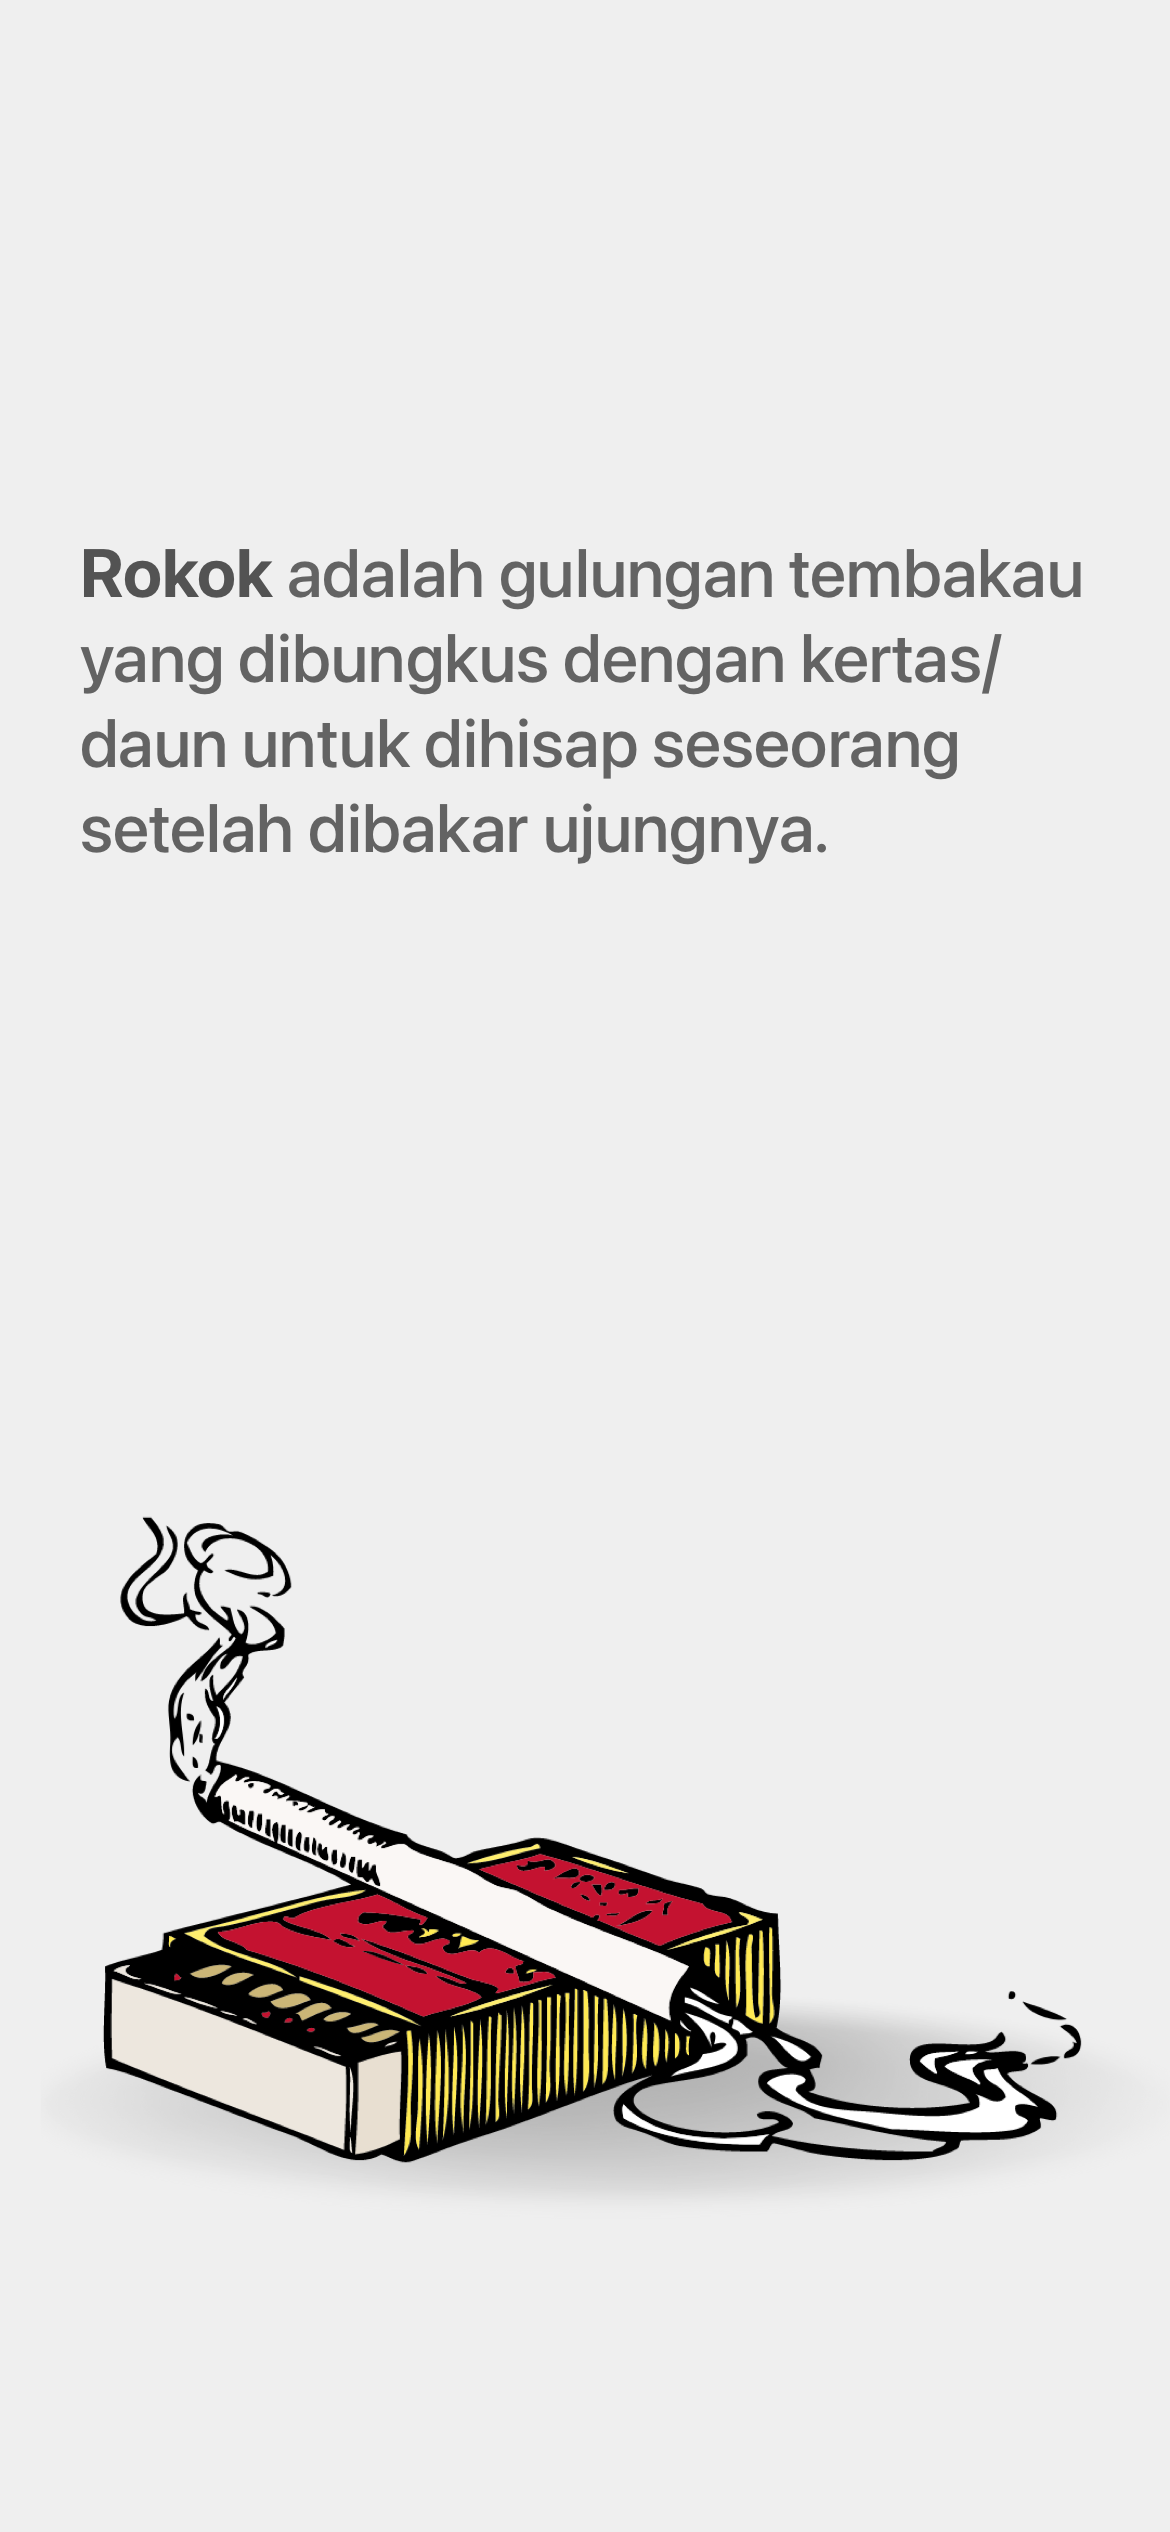 Rokok adalah gulungan tembakau
yang dibungkus dengan kertas/
daun untuk dihisap seseorang
setelah dibakar ujungnya.